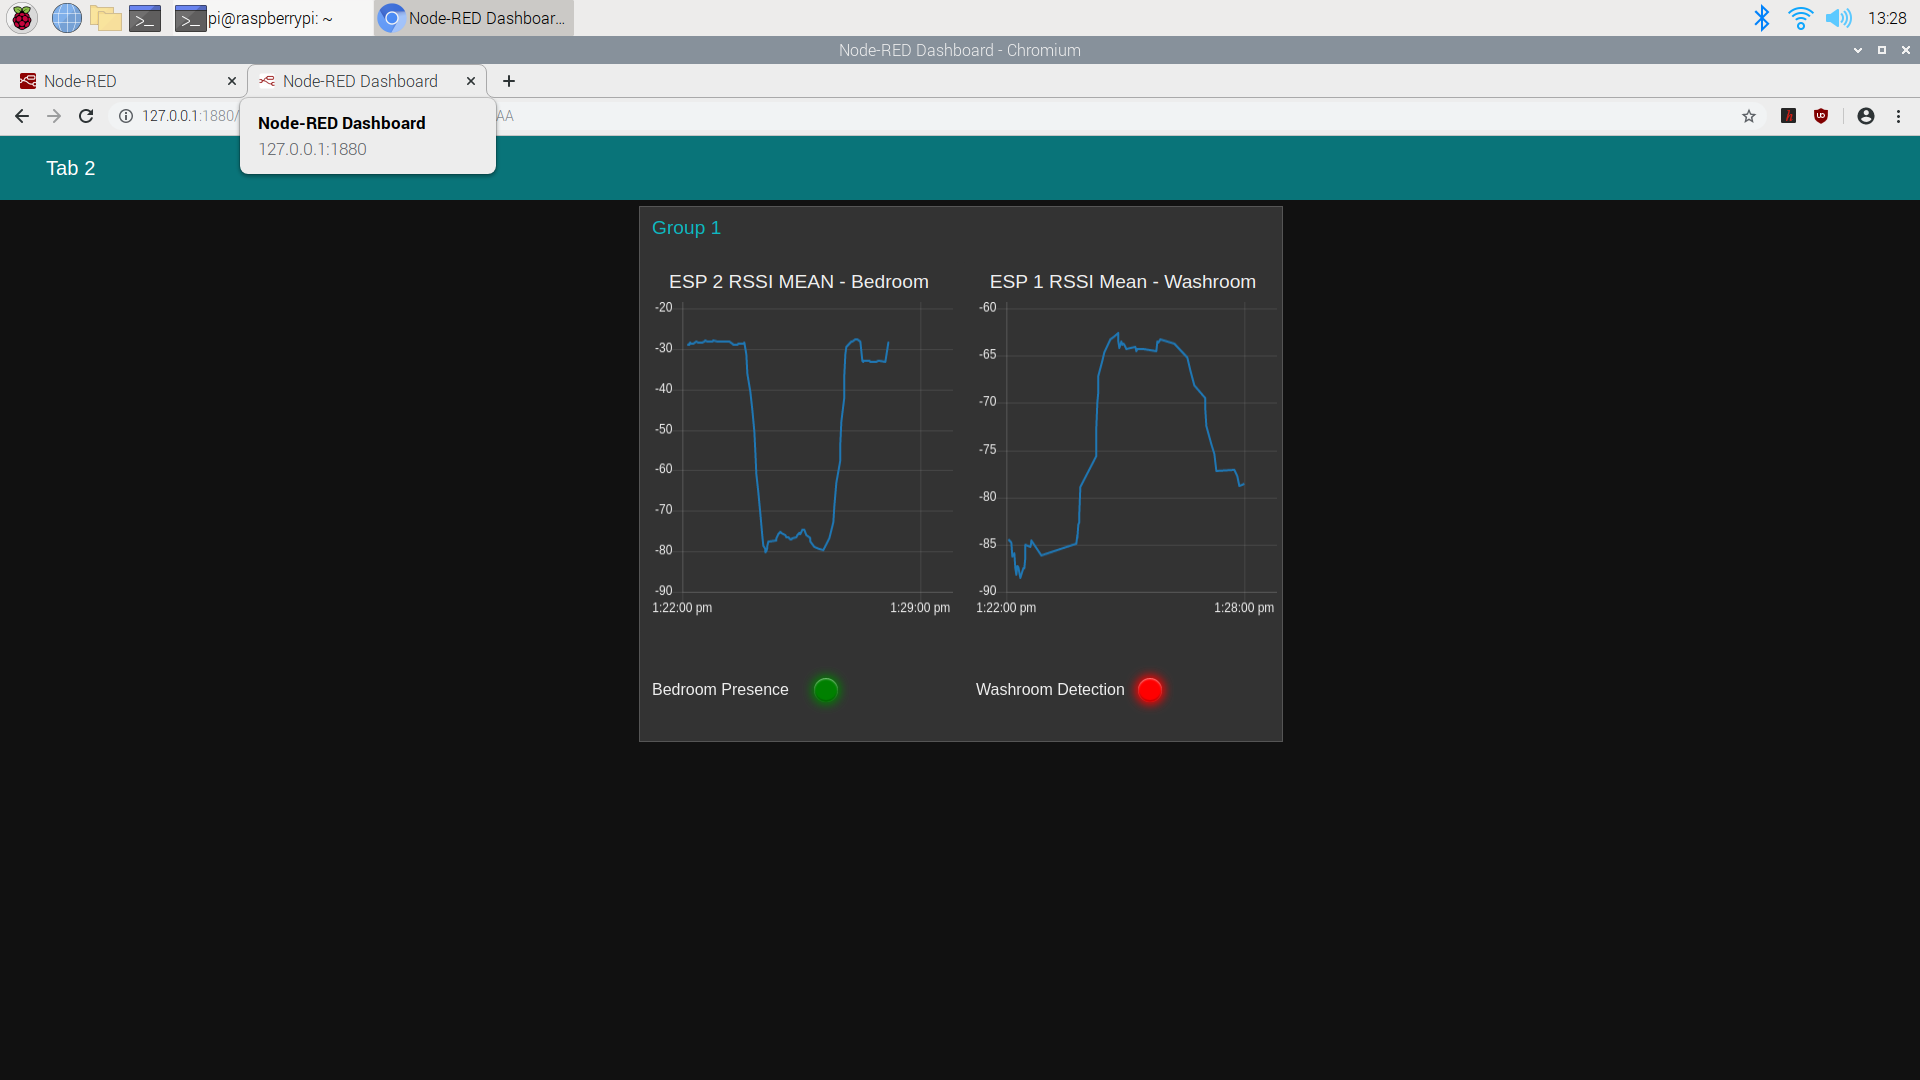 pi@raspberrypi: ~
Node-RED Dashboar...
13:28
Node-RED Dashboard - Chromium
Node-RED
Node-RED Dashboard
127.0.0.1:1880/
AA
Node-RED Dashboard
127.0.0.1:1880
Tab 2
Group 1
ESP 2 RSSI MEAN - Bedroom
-20
-30
-40
-50
-60
-70
-80
-90
1:22:00 pm
1:29:00 pm
ESP 1 RSSI Mean - Washroom
-60
-65
-70
-75
-80
-85
-90
1:22:00 pm
1:28:00 pm
Bedroom Presence
Washroom Detection